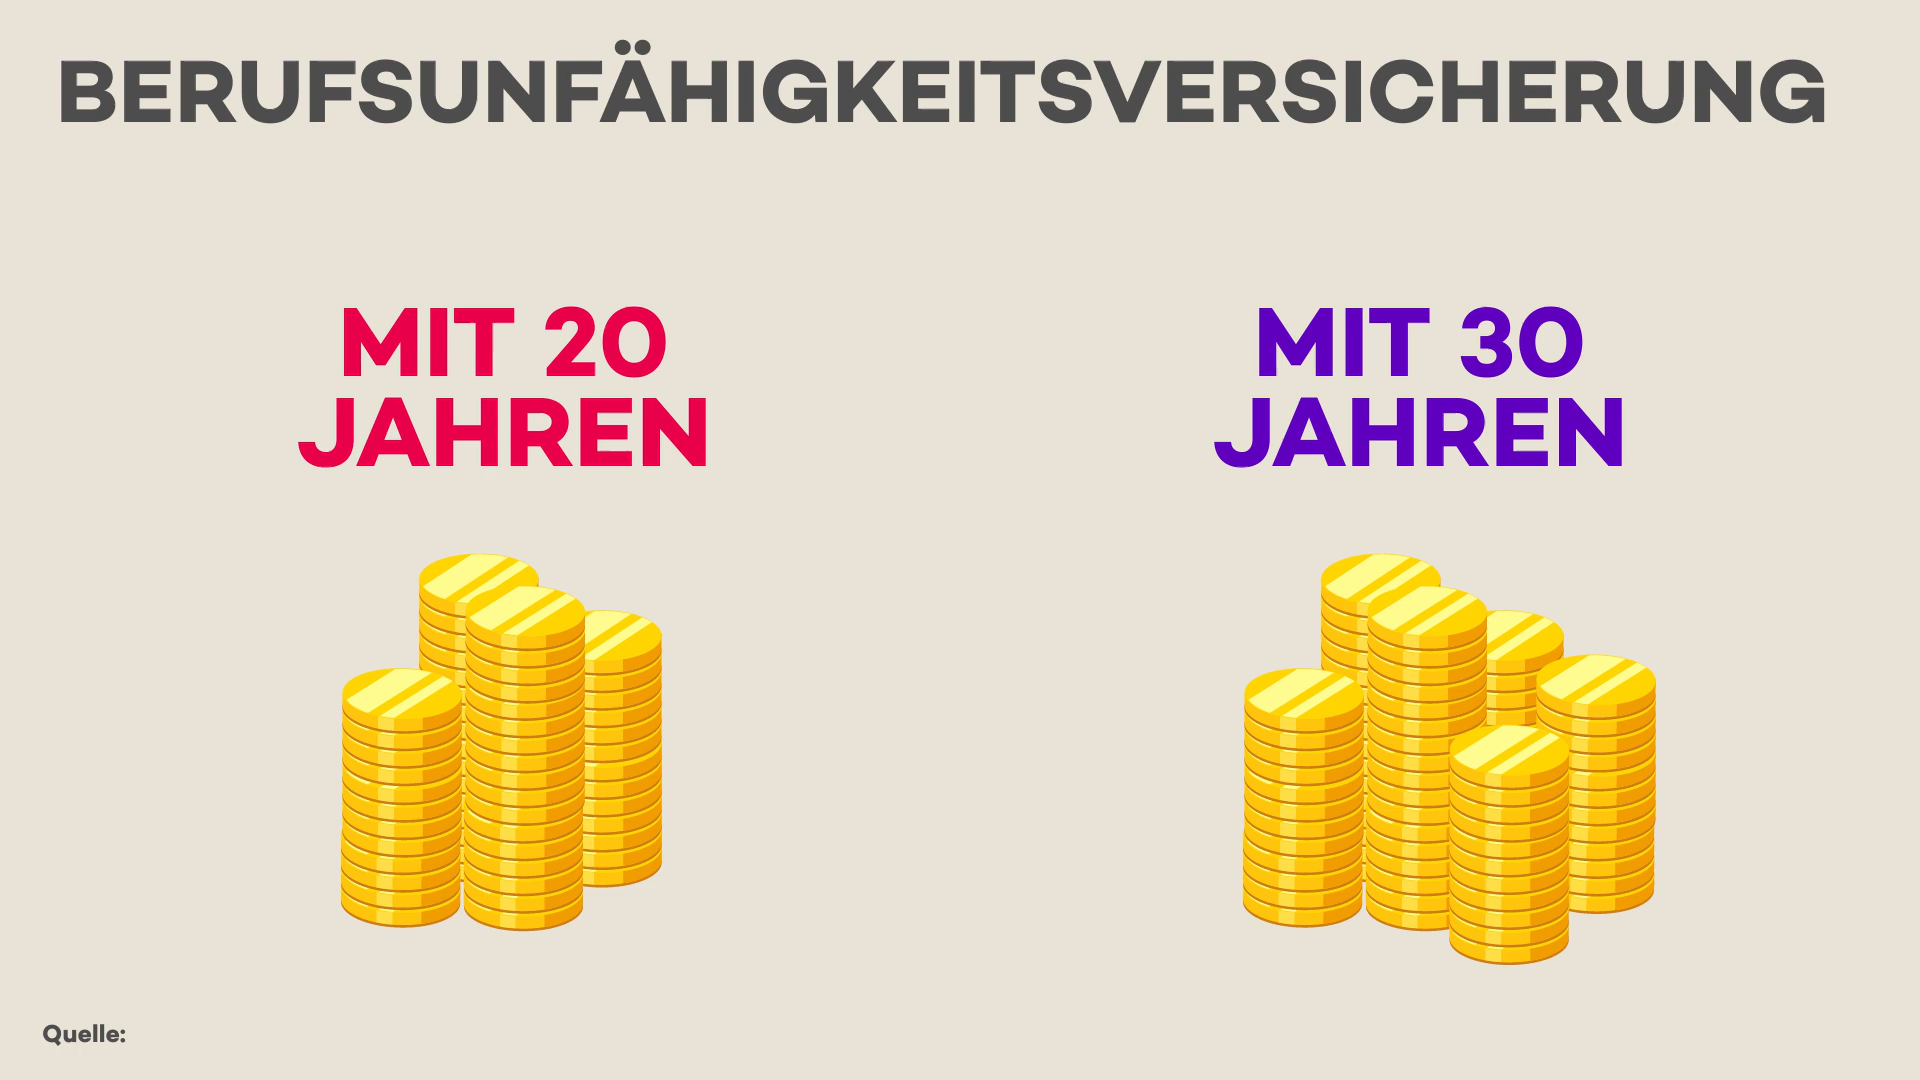 BERUFSUNFÄHIGKEITSVERSICHERUNG
MIT 20
JAHREN
MIT 30
JAHREN
Quelle: